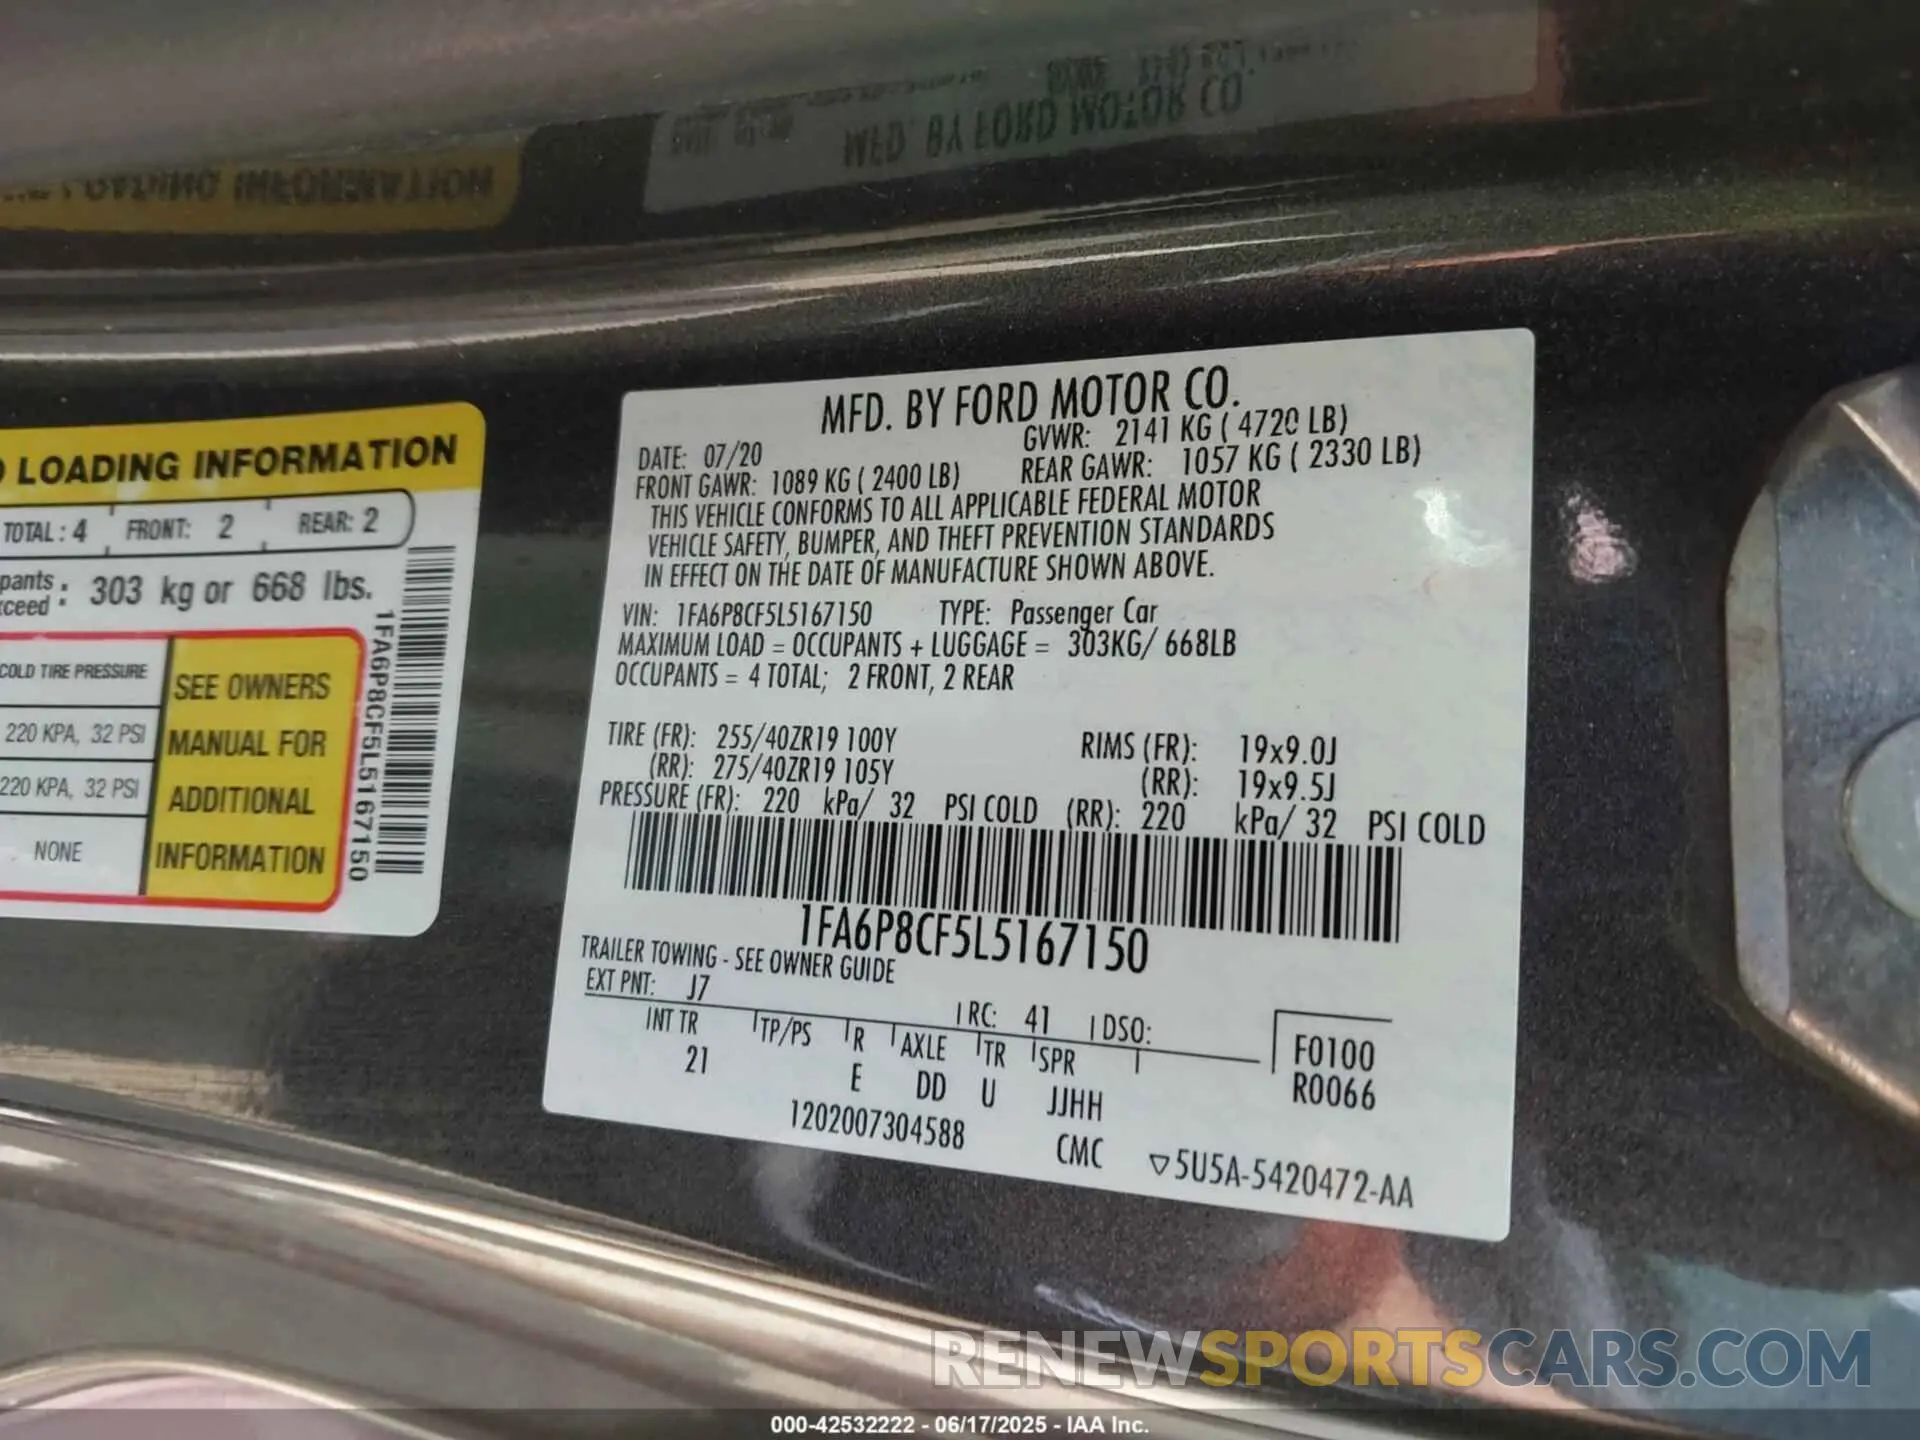 MFD. BY FORD MOTOR CO.
LOADING INFORMATION
TOTAL : 4 FRONT: 2 REAR: 2
pants : 303 kg or 668 lbs.
xceed :
COLD TIRE PRESSURE
220 KPA, 32 PSI
220 KPA, 32 PSI
NONE
SEE OWNERS
MANUAL FOR
ADDITIONAL
INFORMATION
1FA6P8CF5L5167150
MFD. BY FORD MOTOR CO.
DATE: 07/20 GVWR: 2141 KG ( 4720 LB)
FRONT GAWR: 1089 KG ( 2400 LB) REAR GAWR: 1057 KG ( 2330 LB)
THIS VEHICLE CONFORMS TO ALL APPLICABLE FEDERAL MOTOR
VEHICLE SAFETY, BUMPER, AND THEFT PREVENTION STANDARDS
IN EFFECT ON THE DATE OF MANUFACTURE SHOWN ABOVE.
VIN: 1FA6P8CF5L5167150 TYPE: Passenger Car
MAXIMUM LOAD = OCCUPANTS + LUGGAGE = 303KG/ 668LB
OCCUPANTS = 4 TOTAL; 2 FRONT, 2 REAR
TIRE (FR): 255/40ZR19 100Y RIMS (FR): 19x9.0J
(RR): 275/40ZR19 105Y (RR): 19x9.5J
PRESSURE (FR): 220 kPa/ 32 PSI COLD (RR): 220 kPa/ 32 PSI COLD
1FA6P8CF5L5167150
TRAILER TOWING - SEE OWNER GUIDE
EXT PNT: J7 RC: 41 DSO:
INT TR TP/PS R AXLE TR SPR
21 E DD U JJHH
F0100
R0066
1202007304588 CMC ▽5U5A-5420472-AA
RENEWSPORTSCARS.COM
000-42532222 - 06/17/2025 - IAA Inc.